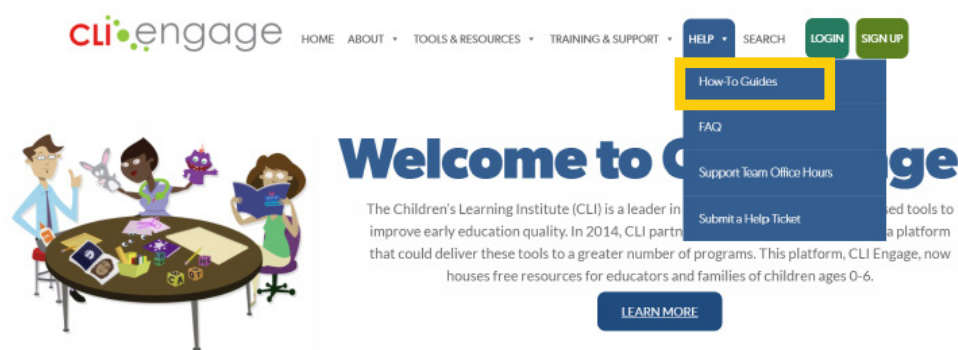 cli engage HOME ABOUT TOOLS & RESOURCES TRAINING & SUPPORT HELP SEARCH LOGIN SIGN UP
How-To Guides
FAQ
Support Team Office Hours
Submit a Help Ticket
Welcome to C ge
The Children's Learning Institute (CLI) is a leader in sed tools to
improve early education quality. In 2014, CLI partn a platform
that could deliver these tools to a greater number of programs. This platform, CLI Engage, now
houses free resources for educators and families of children ages 0-6.
LEARN MORE